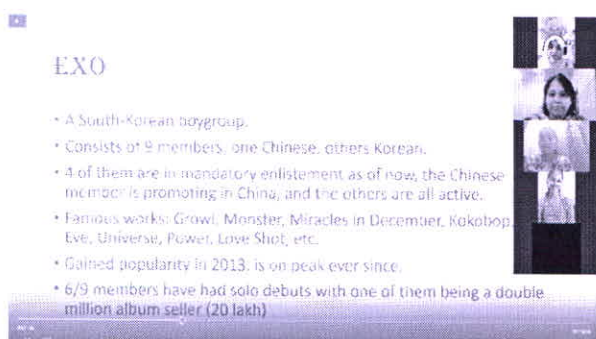 EXO
• A South-Korean boygroup.
• Consists of 9 members, one Chinese, others Korean.
• 4 of them are in mandatory enlistement as of now, the Chinese
member is promoting in China, and the others are all active.
• Famous works: Growl, Monster, Miracles in December, Kokobop,
Eve, Universe, Power, Love Shot, etc.
• Gained popularity in 2013, is on peak ever since.
• 6/9 members have had solo debuts with one of them being a double
million album seller (20 lakh)